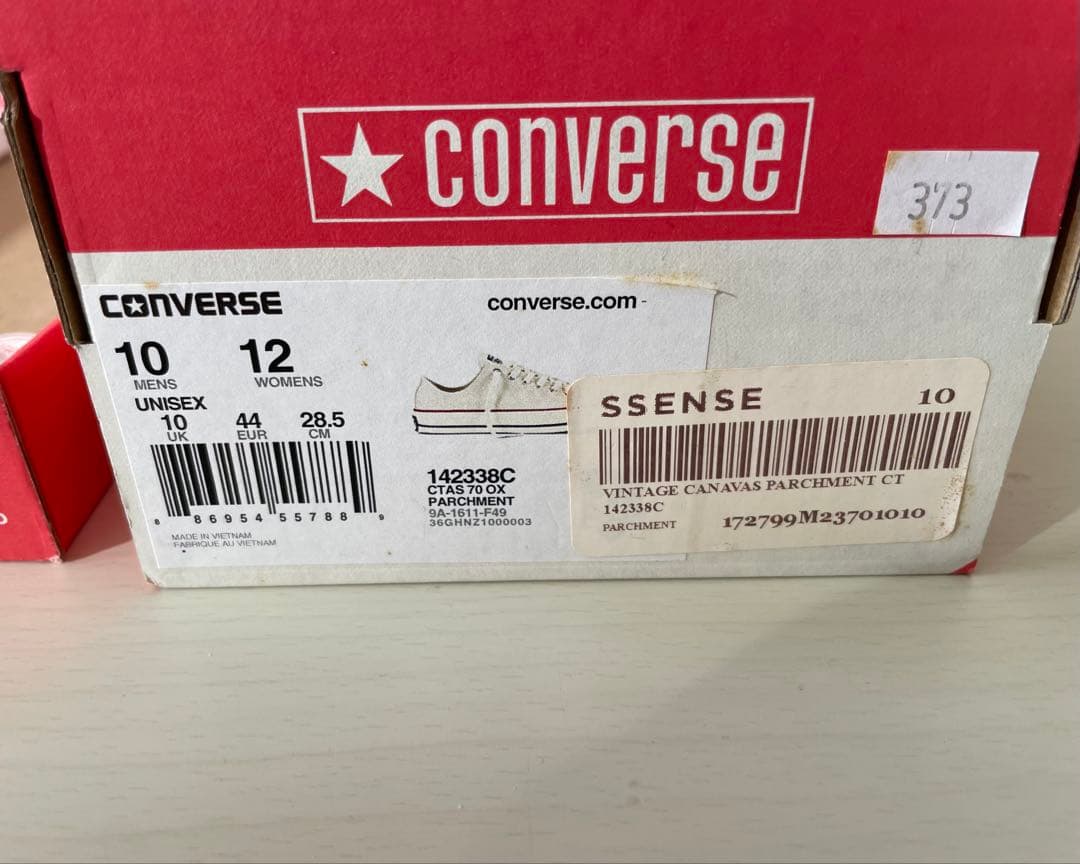 converse
373
CONVERSE
converse.com
10 12
MENS WOMENS
UNISEX
10 44 28.5
UK EUR CM
8 86954 55788 9
MADE IN VIETNAM
FABRIQUE AU VIETNAM
142338C
CTAS 70 OX
PARCHMENT
9A-1611-F49
36GHNZ1000003
SSENSE 10
VINTAGE CANAVAS PARCHMENT CT
142338C
PARCHMENT 172799M23701010